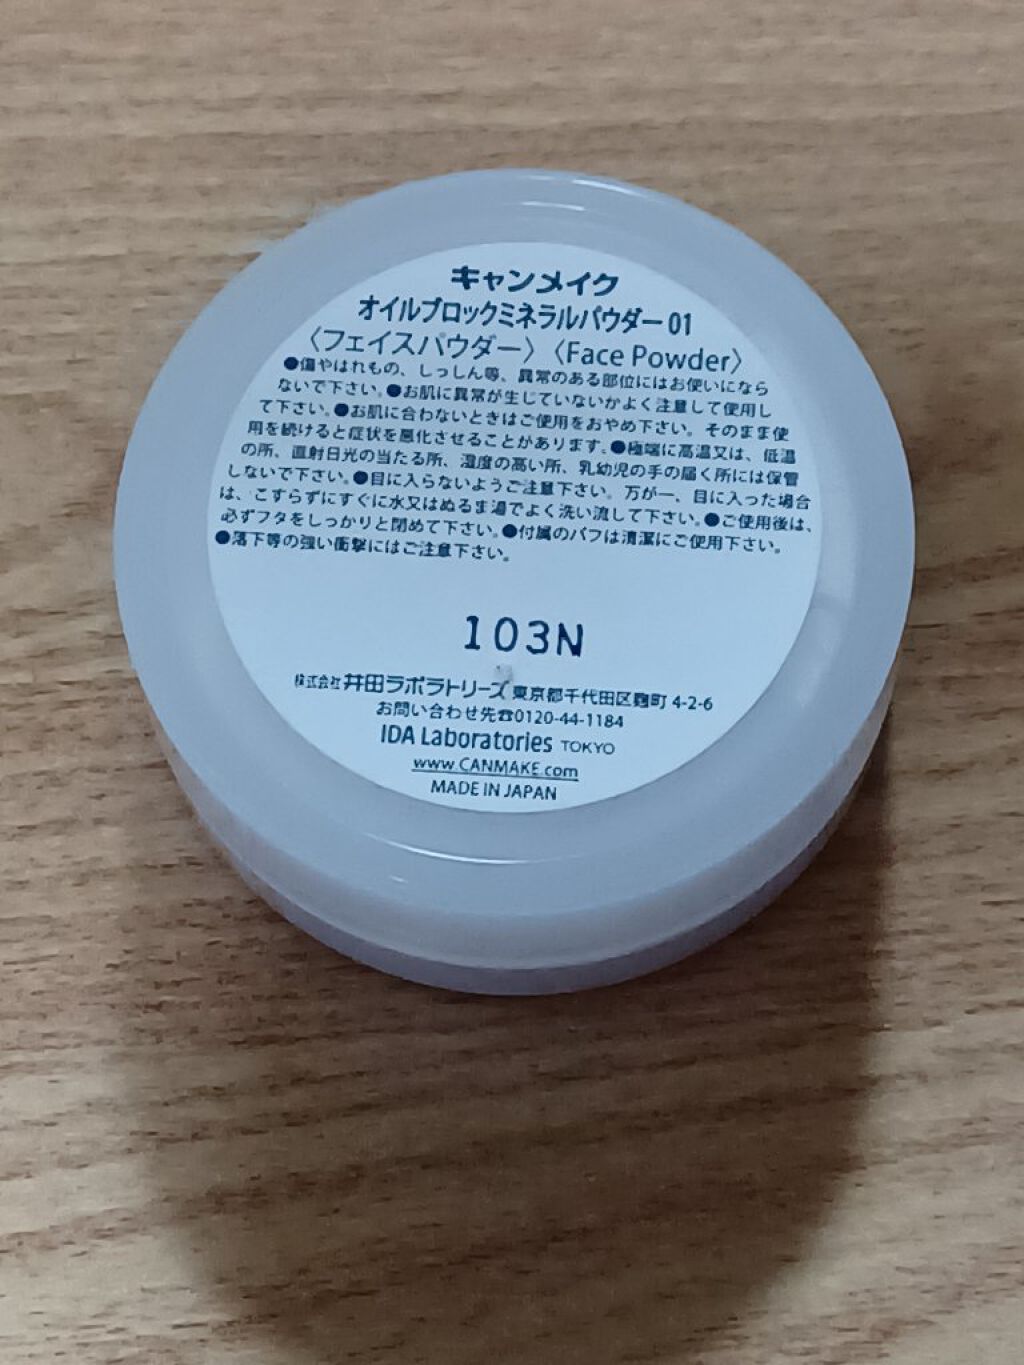 キャンメイク
オイルブロックミネラルパウダー 01
〈フェイスパウダー〉〈Face Powder〉
●傷やはれもの、しっしん等、異常のある部位にはお使いになら
ないで下さい。●お肌に異常が生じていないかよく注意して使用し
て下さい。●お肌に合わないときはご使用をおやめ下さい。そのまま使
用を続けると症状を悪化させることがあります。●極端に高温又は、低温
の所、直射日光の当たる所、湿度の高い所、乳幼児の手の届く所には保管
しないで下さい。●目に入らないようご注意下さい。万が一、目に入った場合
は、こすらずにすぐに水又はぬるま湯でよく洗い流して下さい。●ご使用後は、
必ずフタをしっかりと閉めて下さい。●付属のパフは清潔にご使用下さい。
●落下等の強い衝撃にはご注意下さい。
103N
株式会社 井田ラボラトリーズ 東京都千代田区麹町 4-2-6
お問い合わせ先☎0120-44-1184
IDA Laboratories TOKYO
www.CANMAKE.com
MADE IN JAPAN